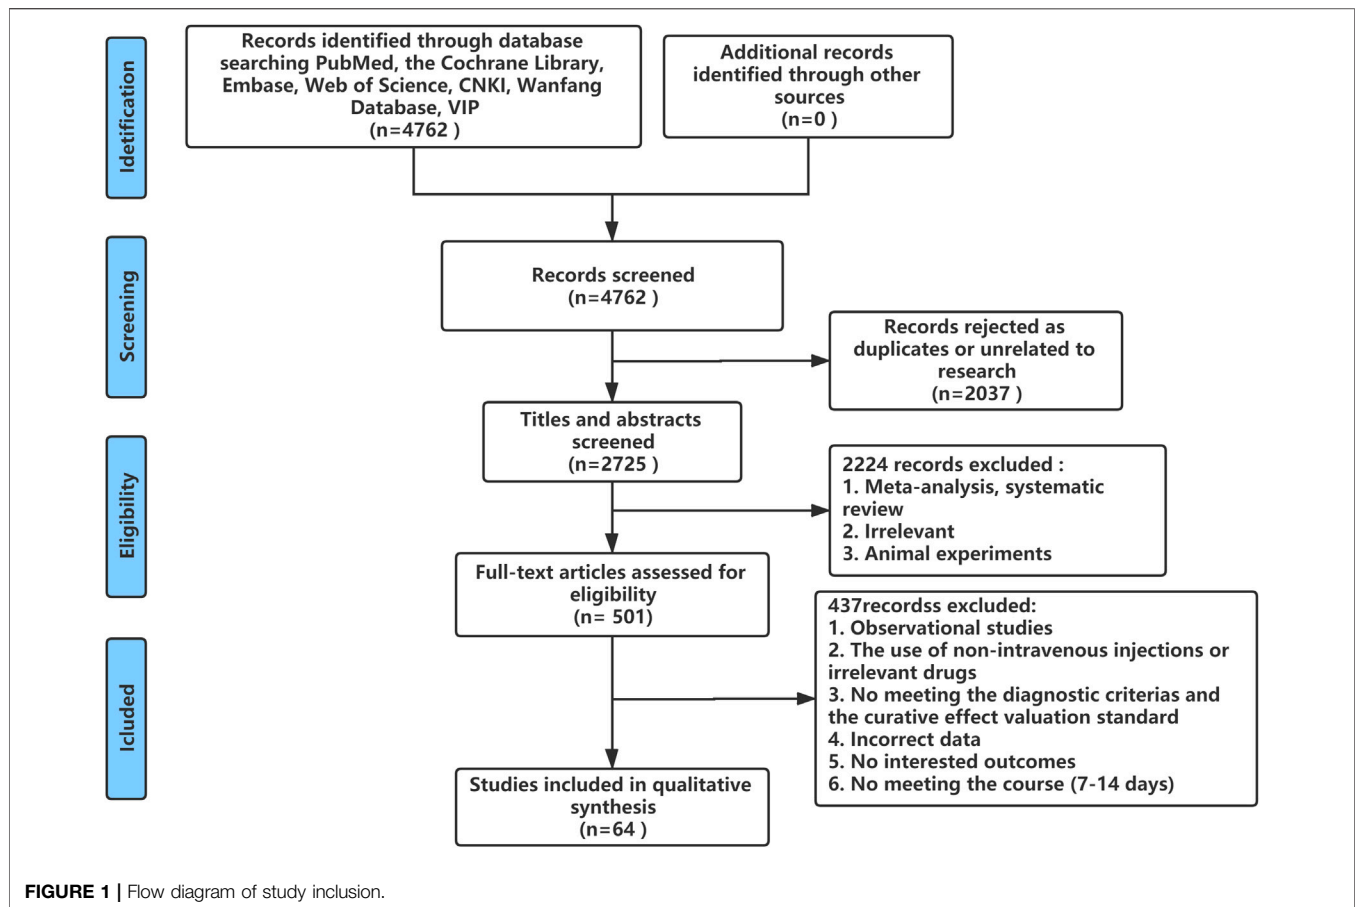 Idetification
Records identified through database
searching PubMed, the Cochrane Library,
Embase, Web of Science, CNKI, Wanfang
Database, VIP
(n=4762 )
Additional records
identified through other
sources
(n=0 )
Screening
Records screened
(n=4762 )
Records rejected as
duplicates or unrelated to
research
(n=2037 )
Titles and abstracts
screened
(n=2725 )
Eligibility
2224 records excluded :
1. Meta-analysis, systematic
review
2. Irrelevant
3. Animal experiments
Full-text articles assessed for
eligibility
(n= 501)
Icluded
437recordss excluded:
1. Observational studies
2. The use of non-intravenous injections or
irrelevant drugs
3. No meeting the diagnostic criterias and
the curative effect valuation standard
4. Incorrect data
5. No interested outcomes
6. No meeting the course (7-14 days)
Studies included in qualitative
synthesis
(n=64 )
FIGURE 1 | Flow diagram of study inclusion.